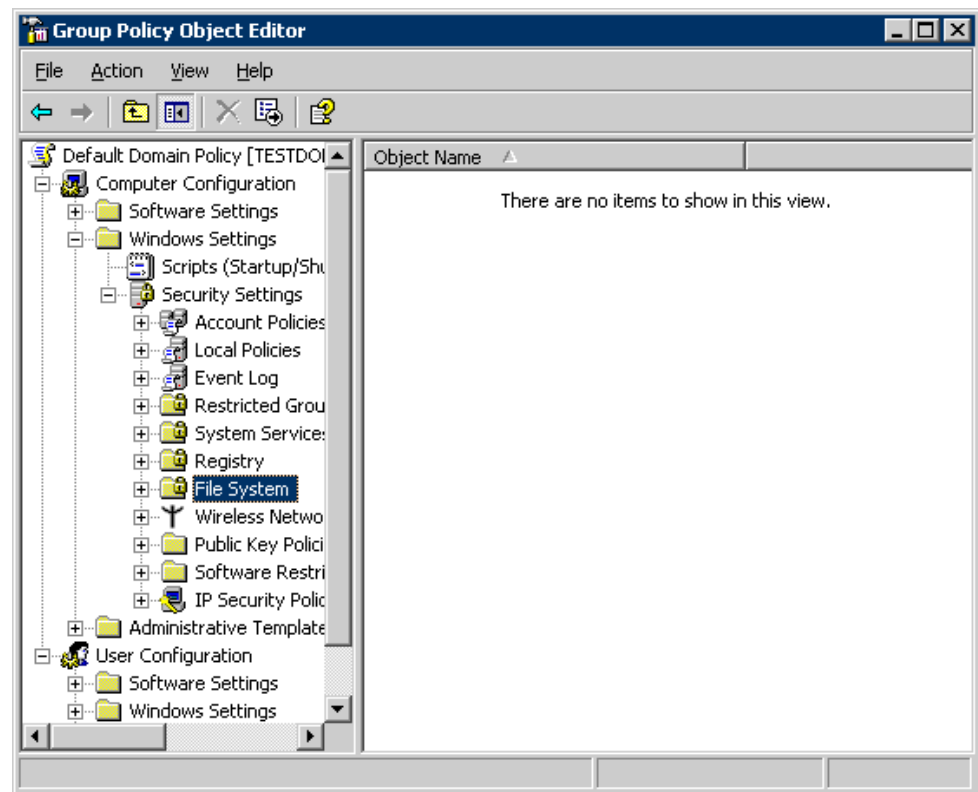 Group Policy Object Editor
File Action View Help
Default Domain Policy [TESTDO
Computer Configuration
Software Settings
Windows Settings
Scripts (Startup/Shu
Security Settings
Account Policies
Local Policies
Event Log
Restricted Grou
System Services
Registry
File System
Wireless Netwo
Public Key Polici
Software Restri
IP Security Polic
Administrative Template
User Configuration
Software Settings
Windows Settings
Object Name
There are no items to show in this view.